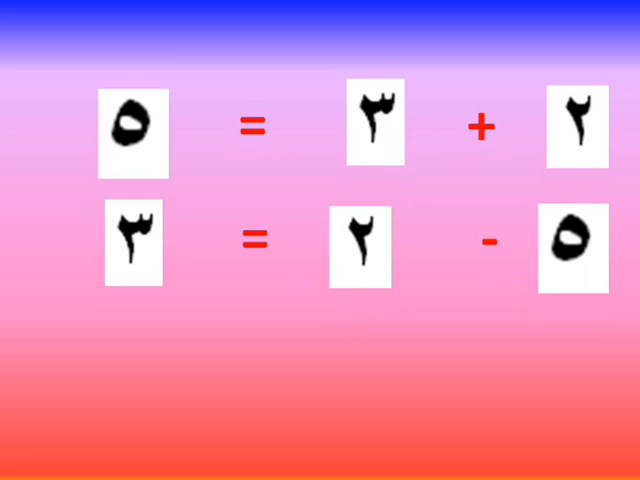 ٢ + ٣ = ٥
٥ - ٢ = ٣